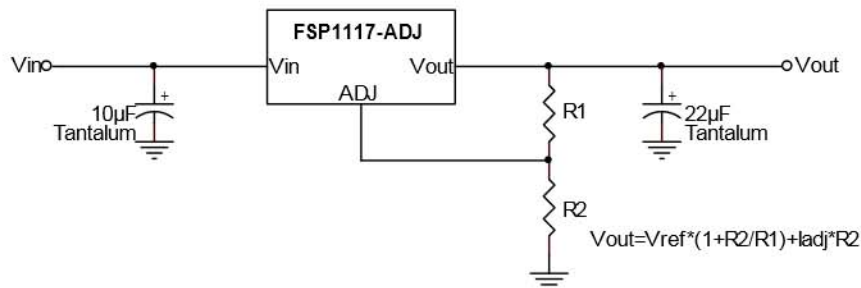 FSP1117-ADJ
Vin
Vin
Vout
Vout
ADJ
+
10µF
Tantalum
R1
+
22µF
Tantalum
R2
Vout=Vref*(1+R2/R1)+Iadj*R2